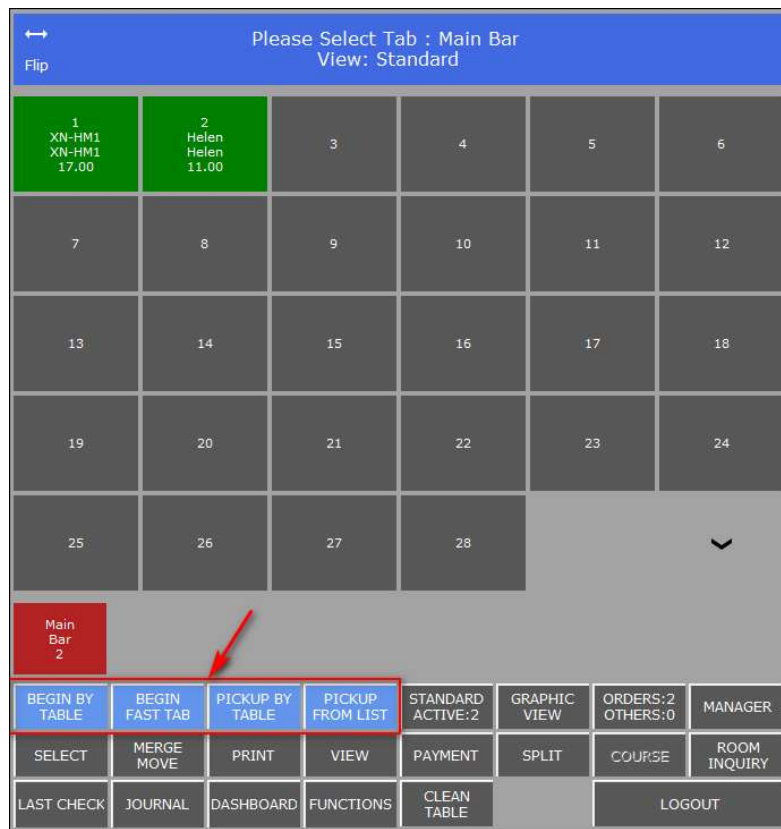 Please Select Tab : Main Bar
View: Standard
Flip
1
XN-HM1
XN-HM1
17.00
2
Helen
Helen
11.00
3
4
5
6
7
8
9
10
11
12
13
14
15
16
17
18
19
20
21
22
23
24
25
26
27
28
Main
Bar
2
BEGIN BY
TABLE
BEGIN
FAST TAB
PICKUP BY
TABLE
PICKUP
FROM LIST
STANDARD
ACTIVE:2
GRAPHIC
VIEW
ORDERS:2
OTHERS:0
MANAGER
SELECT
MERGE
MOVE
PRINT
VIEW
PAYMENT
SPLIT
COURSE
ROOM
INQUIRY
LAST CHECK
JOURNAL
DASHBOARD
FUNCTIONS
CLEAN
TABLE
LOGOUT